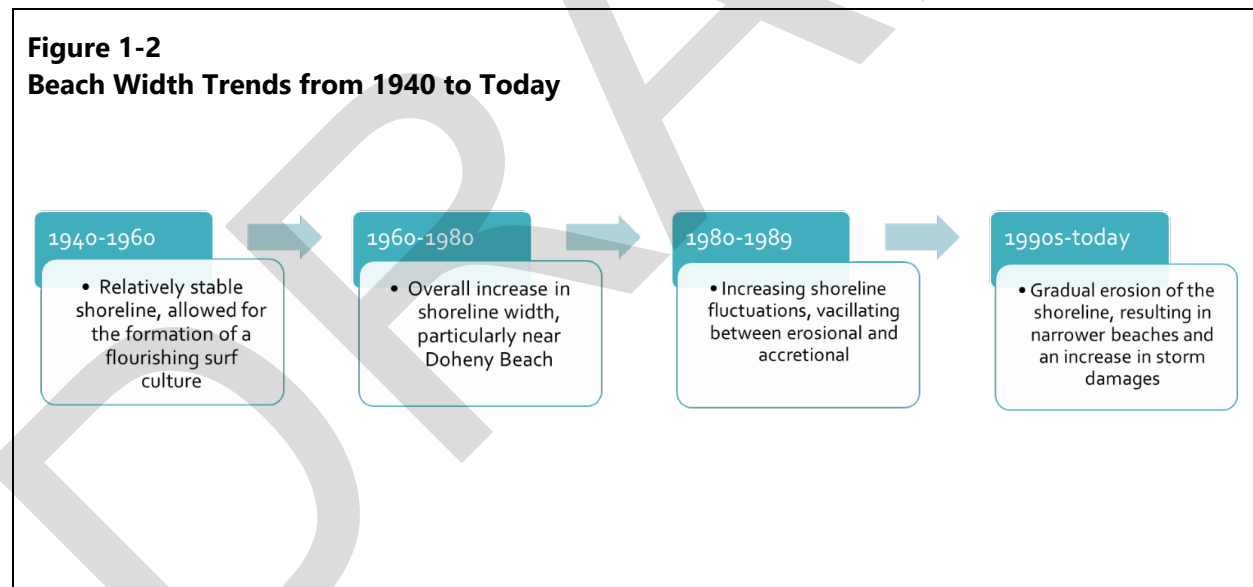 Figure 1-2
Beach Width Trends from 1940 to Today
1940-1960
• Relatively stable
shoreline, allowed for
the formation of a
flourishing surf
culture
1960-1980
• Overall increase in
shoreline width,
particularly near
Doheny Beach
1980-1989
• Increasing shoreline
fluctuations, vacillating
between erosional and
accretional
1990s-today
• Gradual erosion of the
shoreline, resulting in
narrower beaches and
an increase in storm
damages